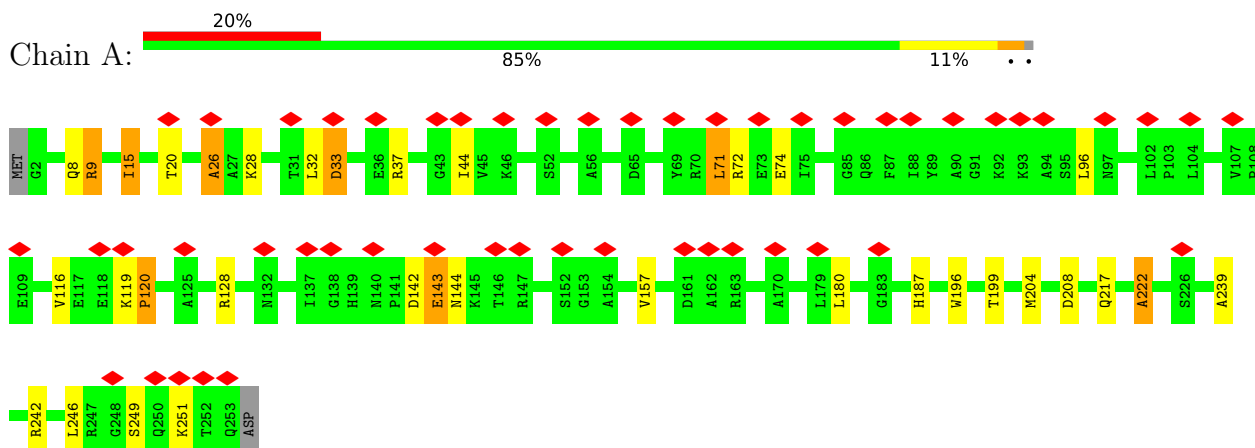 20%
Chain A:
85% 11% • •
MET G2 Q8 R9 I15 T20 A26 A27 K28 T31 L32 D33 E36 R37 G43 I44 V45 K46 S52 A56 D65 Y69 R70 L71 R72 E73 E74 I75 G85 Q86 F87 I88 Y89 A90 G91 K92 K93 A94 S95 L96 N97 L102 P103 L104 V107 R108
E109 V116 E117 E118 K119 P120 A125 R128 N132 I137 G138 H139 N140 P141 D142 E143 N144 K145 T146 R147 S152 G153 A154 V157 D161 A162 R163 A170 L179 L180 G183 H187 W196 T199 M204 D208 Q217 A222 S226 A239
R242 L246 R247 G248 S249 Q250 K251 T252 Q253 ASP